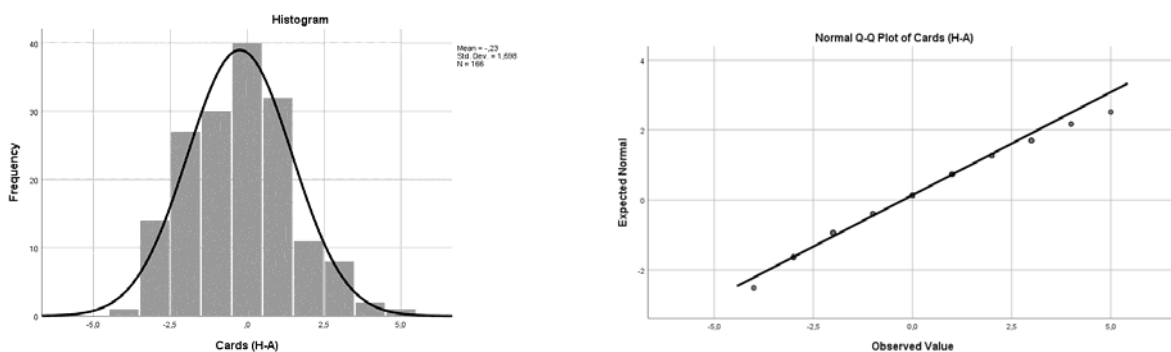 Histogram
Mean = -,23
Std. Dev. = 1,698
N = 166
40
30
20
10
0
Frequency
-5,0 -2,5 ,0 2,5 5,0
Cards (H-A)
Normal Q-Q Plot of Cards (H-A)
4
2
0
-2
Expected Normal
-5,0 -2,5 0,0 2,5 5,0
Observed Value